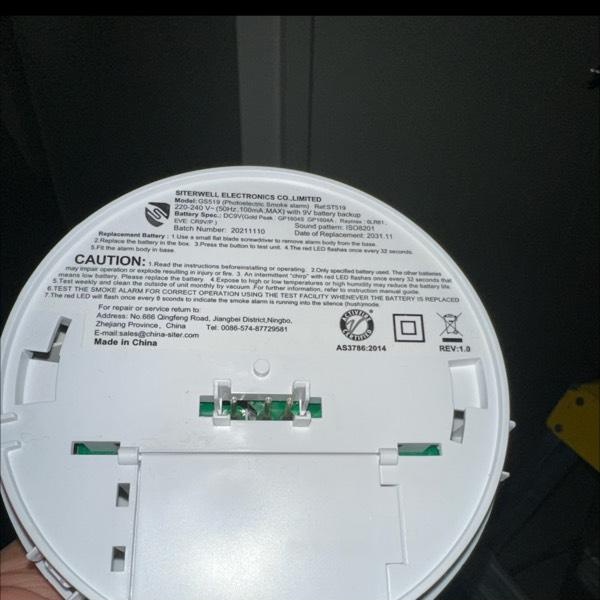 SITERWELL ELECTRONICS CO.,LIMITED
Model: GS519 (Photoelectric Smoke alarm) Ref:ST519
220-240 V~(50Hz;100mA;MAX) with 9V battery backup
Battery Spec.: DC9V(Gold Peak : GP1604S GP1604A ; Raymax : 6LR61 ;
EVE: CR9V/P.) Sound pattern: ISO8201
Batch Number: 20211110 Date of Replacement: 2031.11
Replacement Battery : 1.Use a small flat blade screwdriver to remove alarm body from the base.
2.Replace the battery in the box. 3.Press the button to test unit. 4.The red LED flashes once every 32 seconds.
5.Fit the alarm body in base.
CAUTION: 1.Read the instructions beforeinstalling or operating. 2.Only specified battery used. The other batteries
may impair operation or explode resulting in injury or fire. 3. An intermittent "chirp" with red LED flashes once every 32 seconds that
means low battery. Please replace the battery. 4 Expose to high or low temperatures or high humidity may reduce the battery life.
5.Test weekly and clean the outside of unit monthly by vacuum. For further information, refer to instruction manual guide.
6.TEST THE SMOKE ALARM FOR CORRECT OPERATION USING THE TEST FACILITY WHENEVER THE BATTERY IS REPLACED
7.The red LED will flash once every 8 sconds to indicate the smoke alarm is running into the silence (hush)mode.
For repair or service return to:
Address: No.666 Qingfeng Road, Jiangbei District,Ningbo,
Zhejiang Province, China Tel: 0086-574-87729581
E-mail:sales@china-siter.com
Made in China
ACTIVFIRE
CERTIFIED
AS3786:2014
REV:1.0